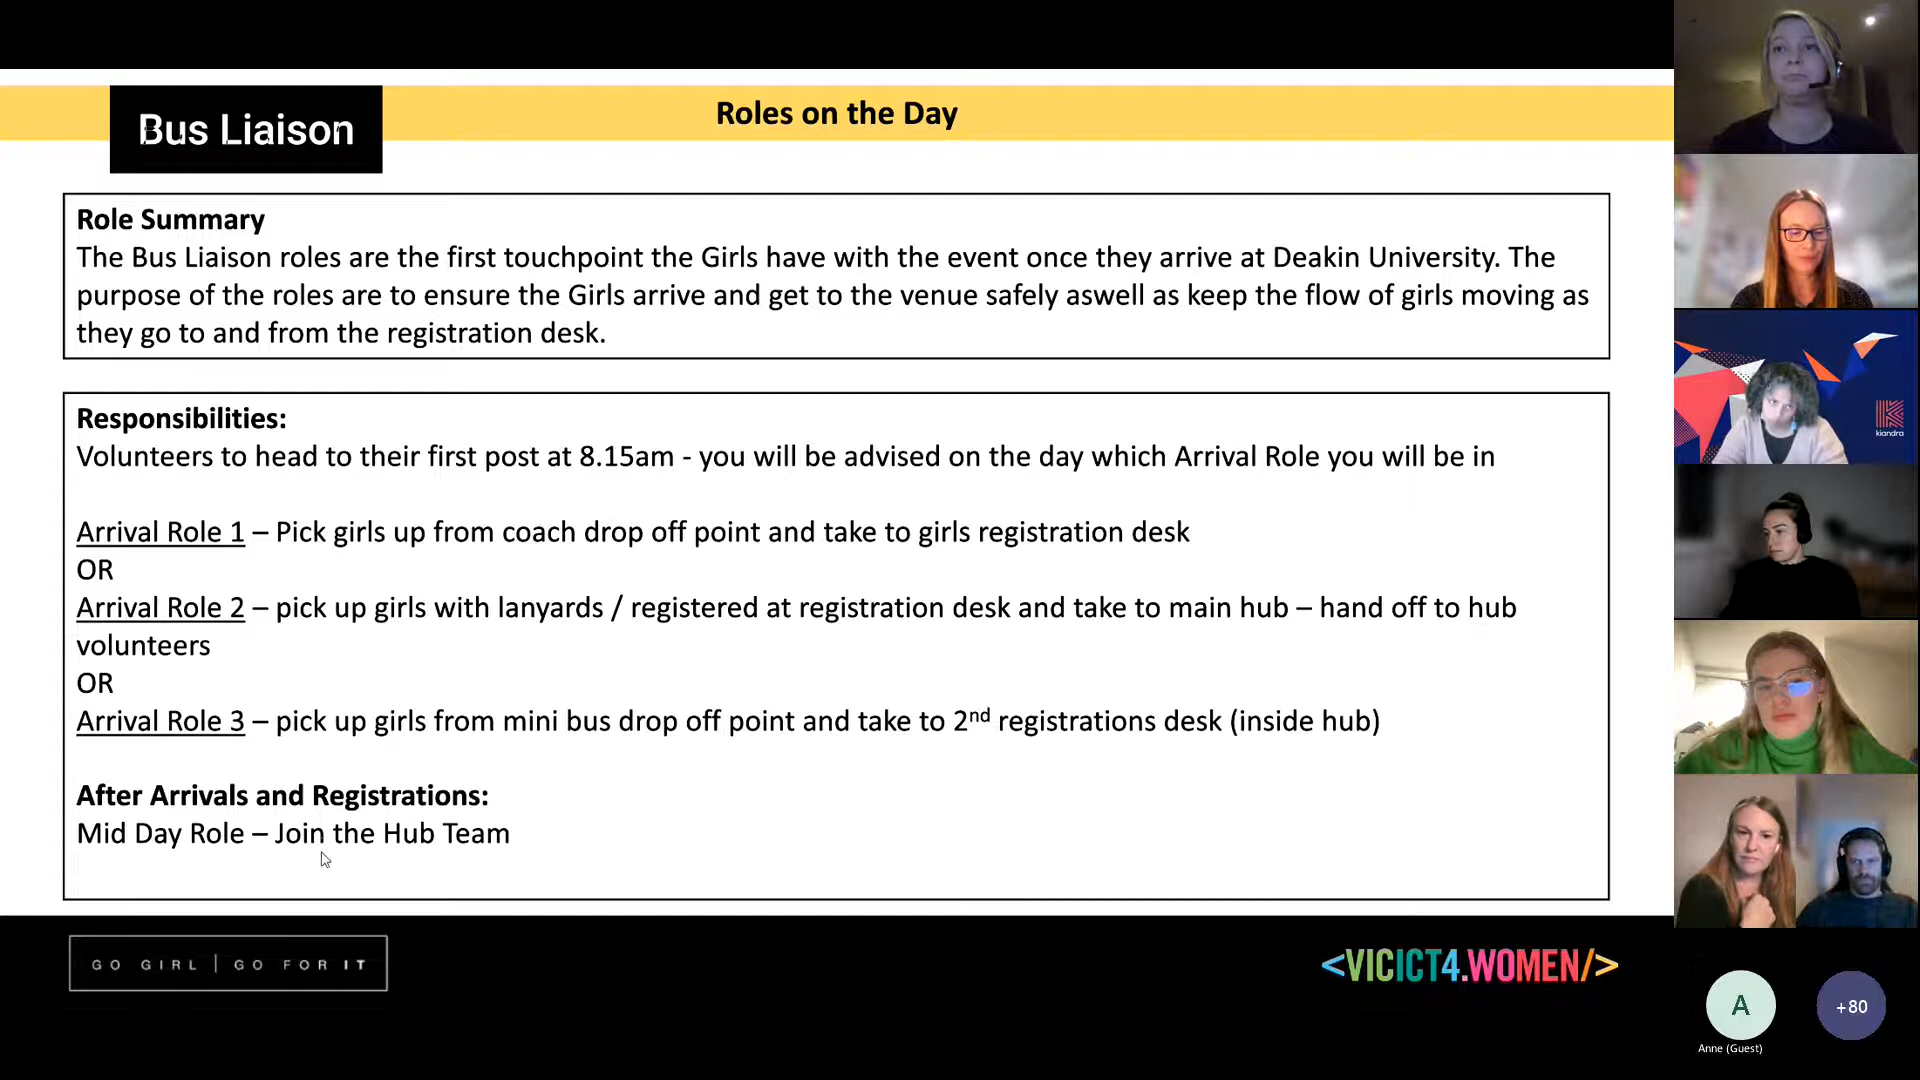 Bus Liaison
Roles on the Day
Role Summary
The Bus Liaison roles are the first touchpoint the Girls have with the event once they arrive at Deakin University. The
purpose of the roles are to ensure the Girls arrive and get to the venue safely aswell as keep the flow of girls moving as
they go to and from the registration desk.
Responsibilities:
Volunteers to head to their first post at 8.15am - you will be advised on the day which Arrival Role you will be in
Arrival Role 1 – Pick girls up from coach drop off point and take to girls registration desk
OR
Arrival Role 2 – pick up girls with lanyards / registered at registration desk and take to main hub – hand off to hub
volunteers
OR
Arrival Role 3 – pick up girls from mini bus drop off point and take to 2nd registrations desk (inside hub)
After Arrivals and Registrations:
Mid Day Role – Join the Hub Team
GO GIRL | GO FOR IT
<VICICT4.WOMEN/>
kiandra
A
+80
Anne (Guest)